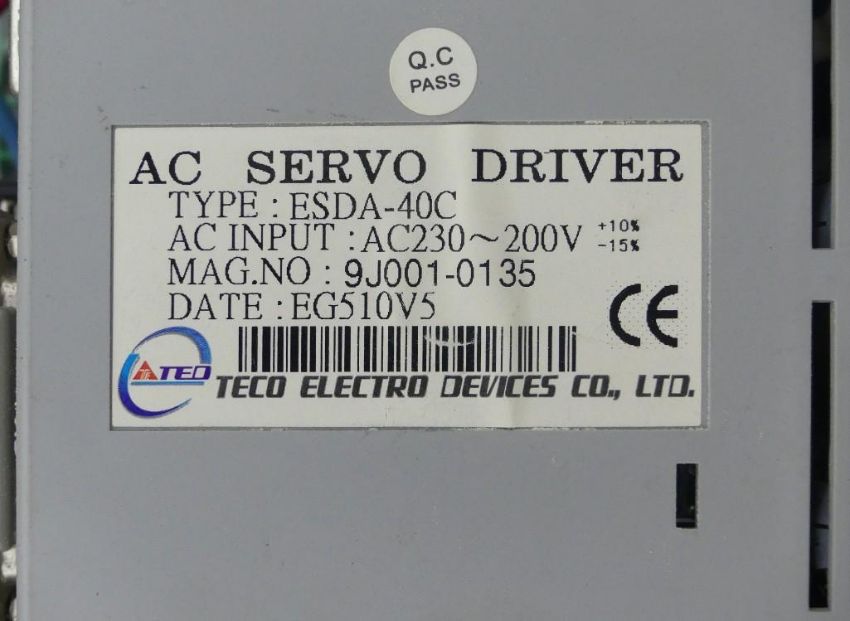 Q.C
PASS
AC SERVO DRIVER
TYPE : ESDA-40C
AC INPUT : AC230～200V +10% -15%
MAG.NO : 9J001-0135
DATE : EG510V5
CE
TED
TECO ELECTRO DEVICES CO., LTD.